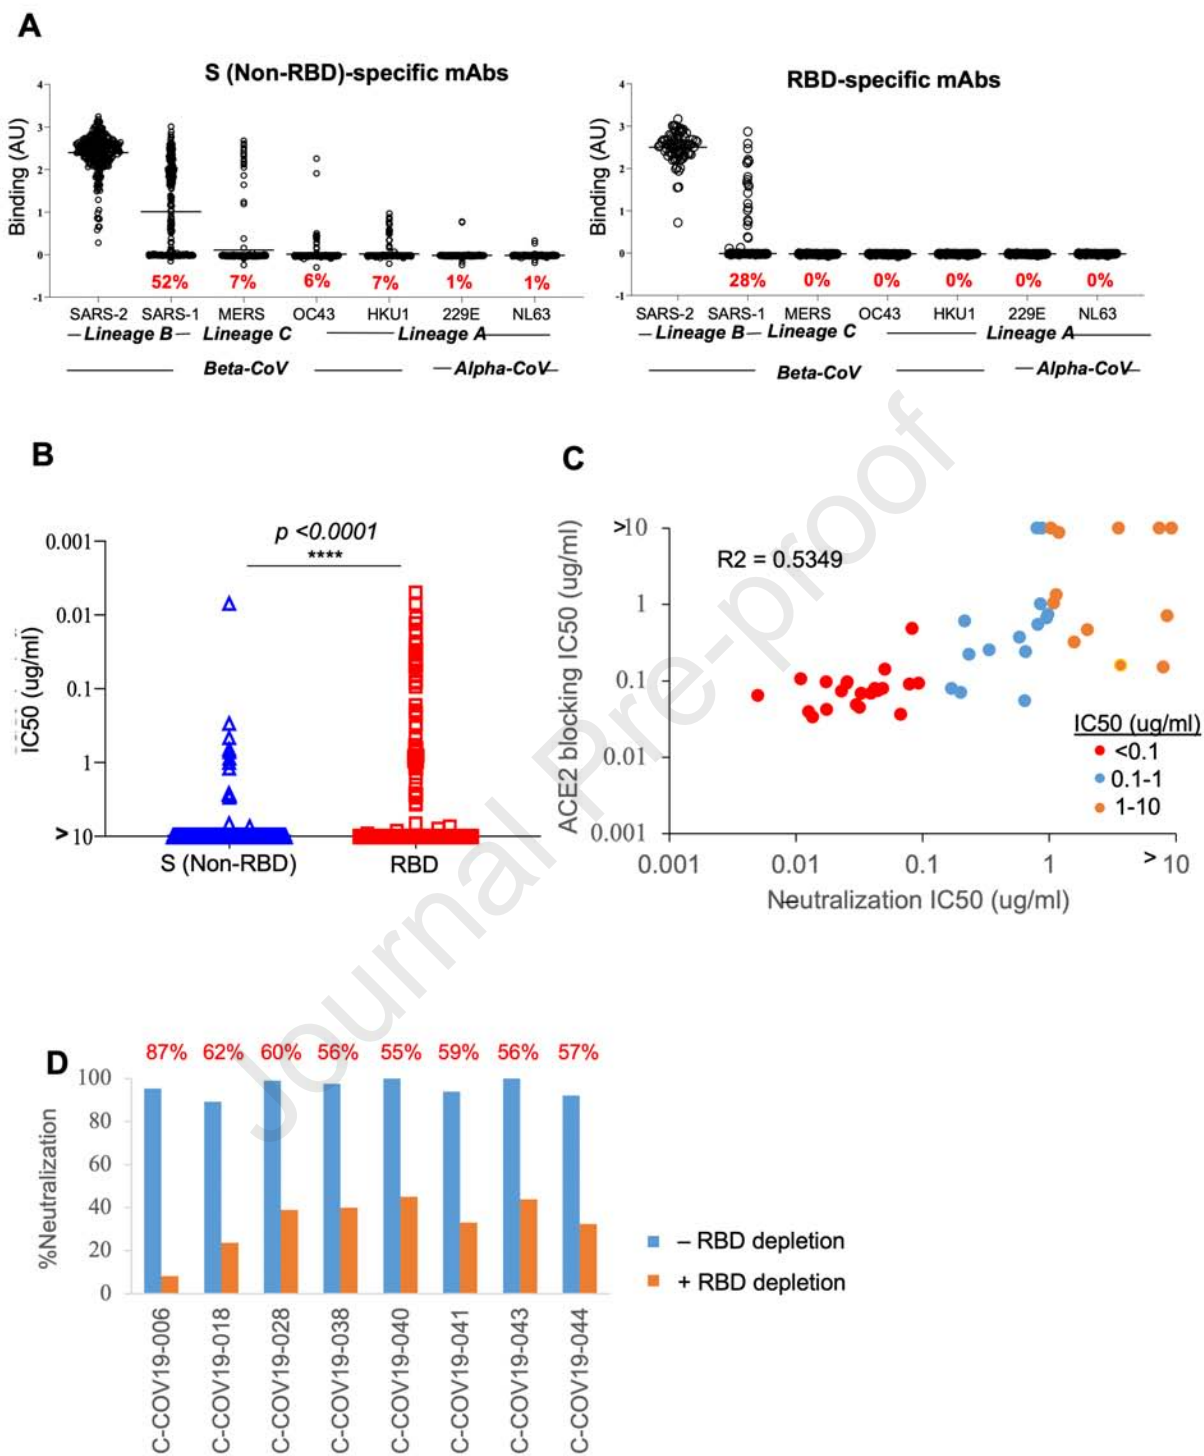 A
S (Non-RBD)-specific mAbs
RBD-specific mAbs
Binding (AU)
4
3
2
1
0
-1
52% 7% 6% 7% 1% 1%
SARS-2 SARS-1 MERS OC43 HKU1 229E NL63
Lineage B Lineage C Lineage A
Beta-CoV Alpha-CoV
Binding (AU)
4
3
2
1
0
-1
28% 0% 0% 0% 0% 0%
SARS-2 SARS-1 MERS OC43 HKU1 229E NL63
Lineage B Lineage C Lineage A
Beta-CoV Alpha-CoV
B
p <0.0001
****
IC50 (ug/ml)
0.001
0.01
0.1
1
>10
S (Non-RBD) RBD
C
R2 = 0.5349
ACE2 blocking IC50 (ug/ml)
>10
1
0.1
0.01
0.001
IC50 (ug/ml)
<0.1
0.1-1
1-10
0.001 0.01 0.1 1 > 10
Neutralization IC50 (ug/ml)
Journal Pre-proof
D
87% 62% 60% 56% 55% 59% 56% 57%
%Neutralization
100
80
60
40
20
0
– RBD depletion
+ RBD depletion
C-COV19-006
C-COV19-018
C-COV19-028
C-COV19-038
C-COV19-040
C-COV19-041
C-COV19-043
C-COV19-044